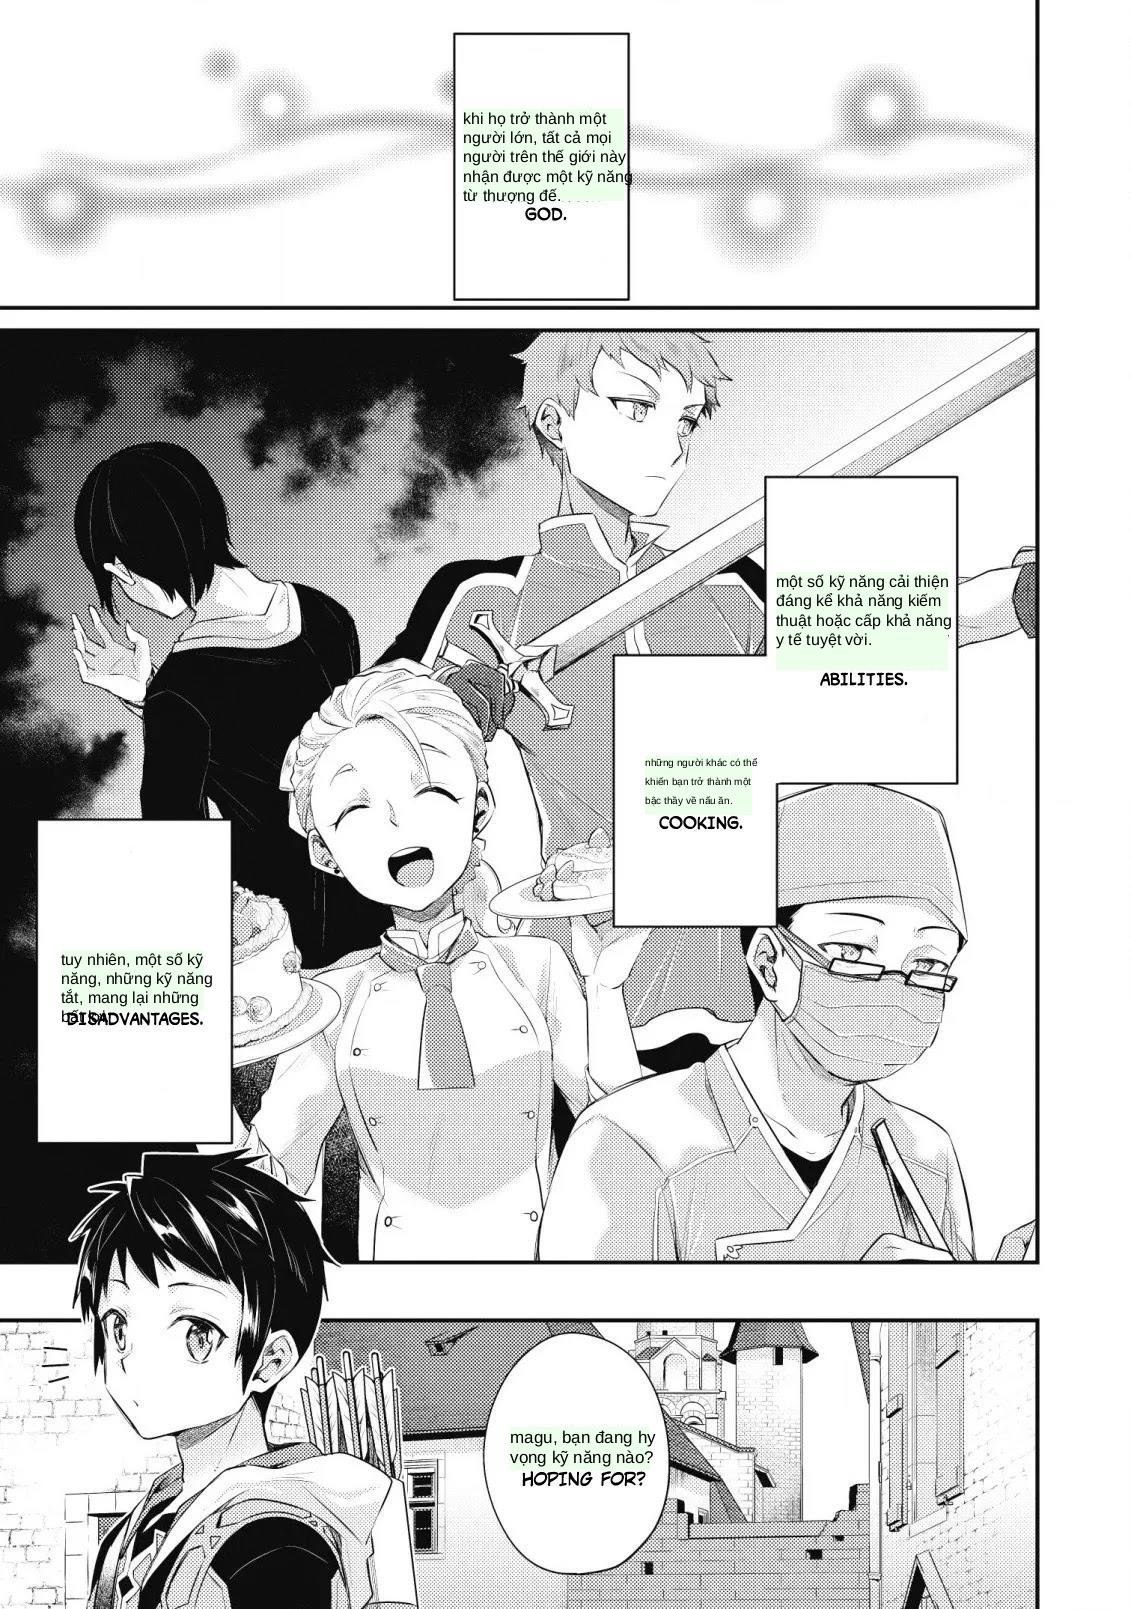 khi họ trở thành một
người lớn, tất cả mọi
người trên thế giới này
nhận được một kỹ năng
từ thượng đế.
GOD.
một số kỹ năng cải thiện
đáng kể khả năng kiếm
thuật hoặc cấp khả năng
y tế tuyệt vời.
ABILITIES.
những người khác có thể
khiến bạn trở thành một
bậc thầy về nấu ăn.
COOKING.
tuy nhiên, một số kỹ
năng, những kỹ năng
tắt, mang lại những
DISADVANTAGES.
magu, bạn đang hy
vọng kỹ năng nào?
HOPING FOR?